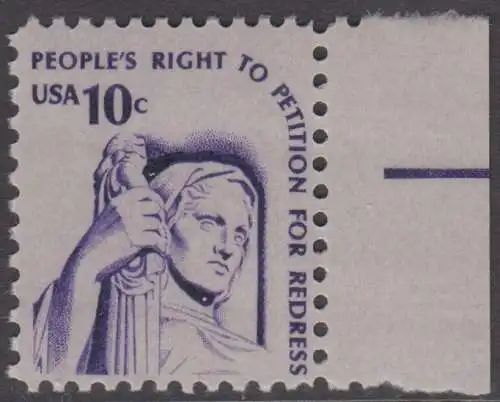 PEOPLE'S RIGHT TO PETITION FOR REDRESS
USA 10c